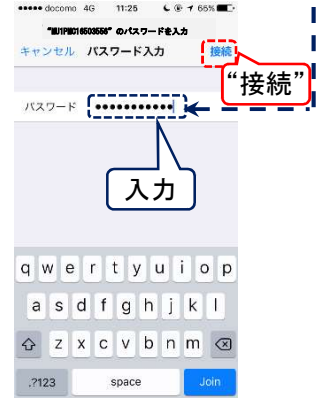 docomo 4G 11:25 65%
"MU1PMC16503556" のパスワードを入力
キャンセル パスワード入力 接続
"接続"
パスワード ●●●●●●●●●●●
入力
q w e r t y u i o p
a s d f g h j k l
z x c v b n m
.?123 space Join